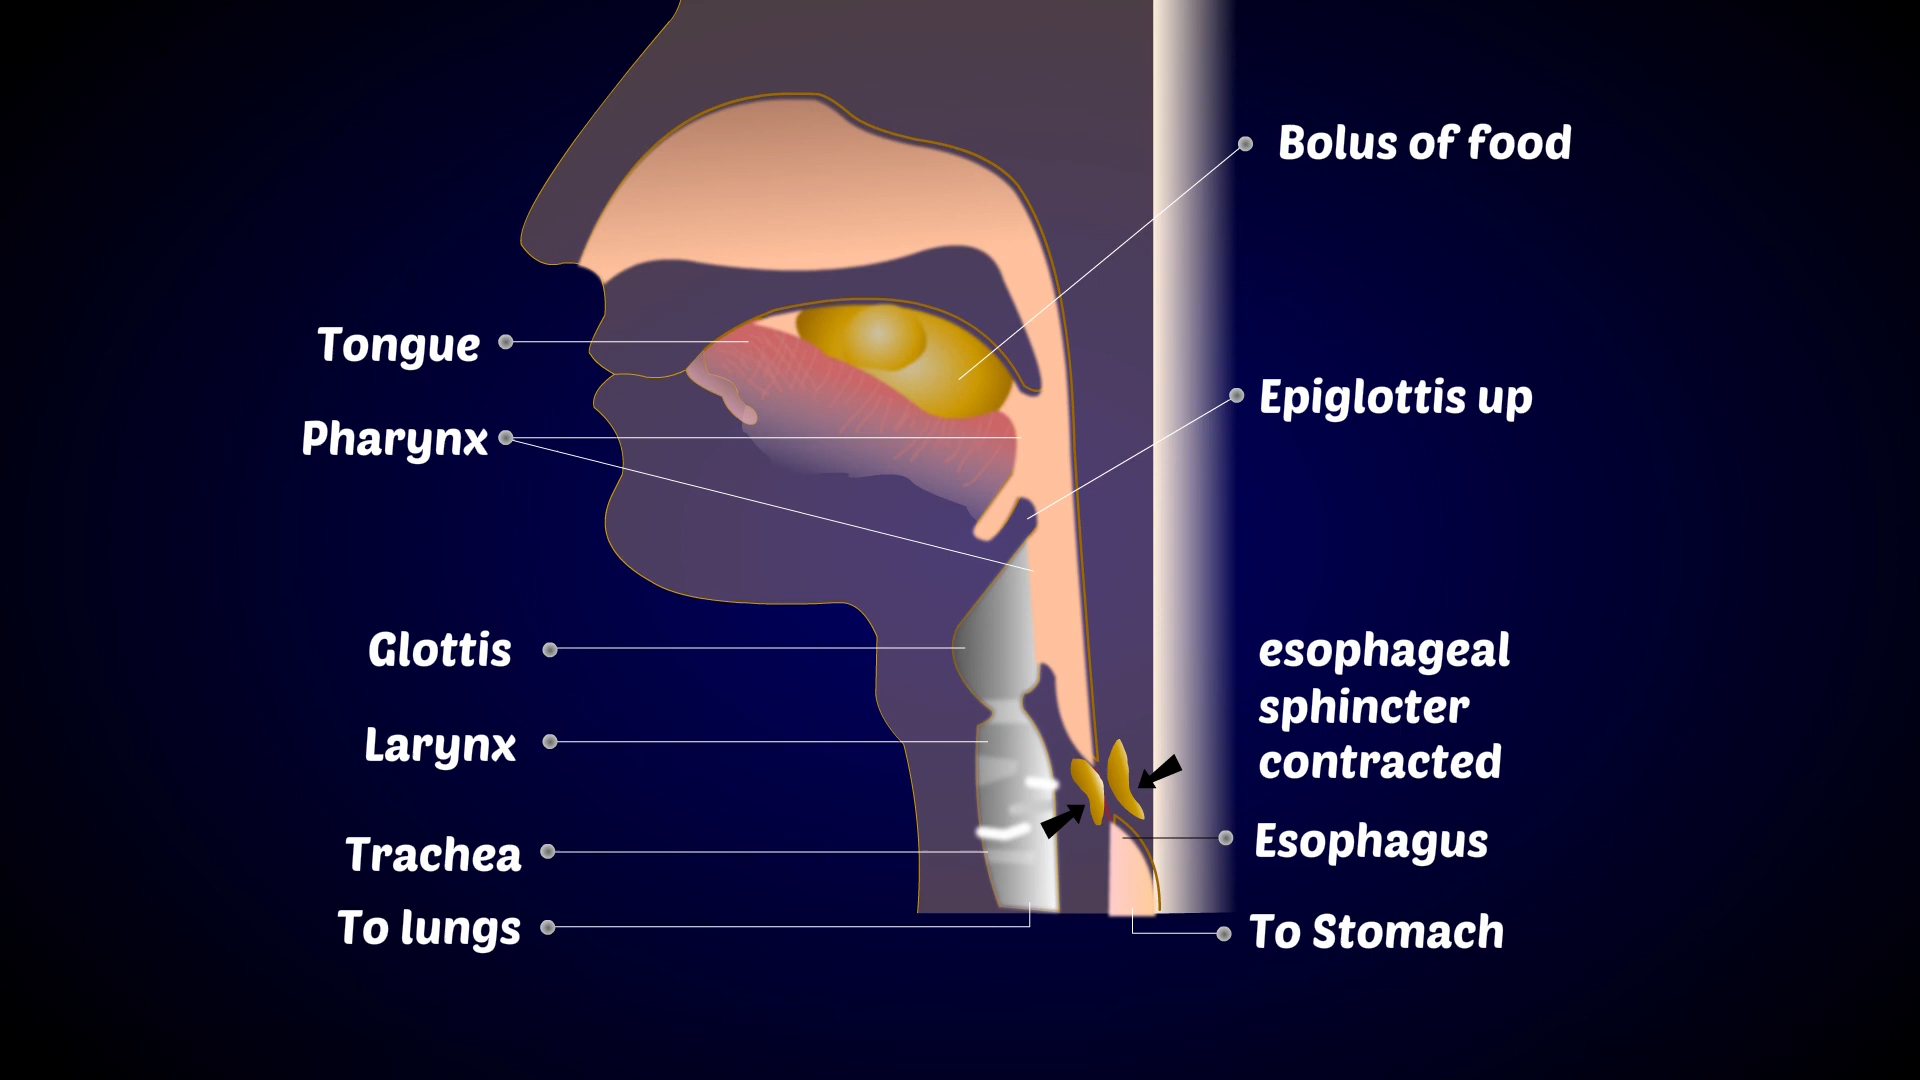 Bolus of food
Tongue
Epiglottis up
Pharynx
Glottis
esophageal
sphincter
contracted
Larynx
Trachea
Esophagus
To lungs
To Stomach